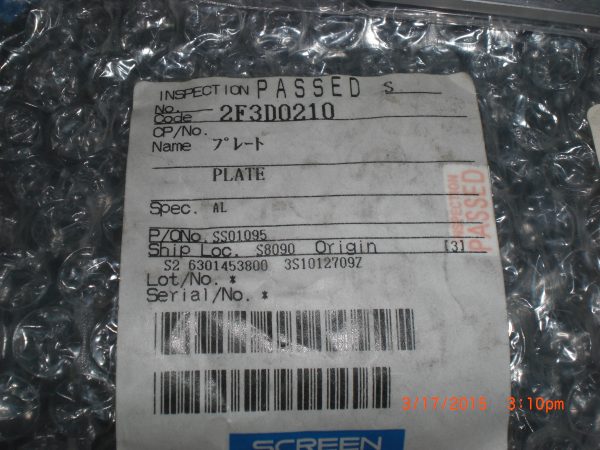 INSPECTION PASSED S
No.
Code 2F3D0210
CP/No.
Name プレート
PLATE
Spec. AL
INSPECTION
PASSED
P/ONo. SS01095
Ship Loc. S8090 Origin [3]
S2 6301453800 3S1012709Z
Lot/No. *
Serial/No. *
SCREEN
3/17/2015 3:10pm